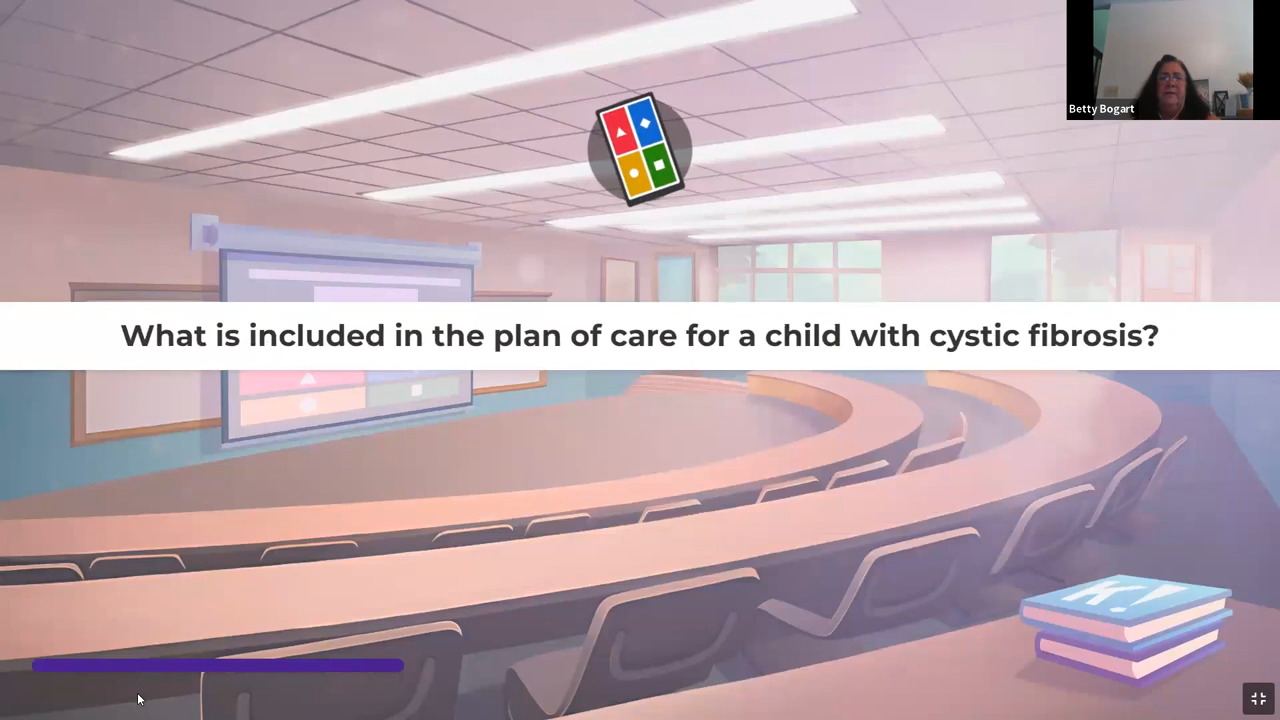 Betty Bogart
What is included in the plan of care for a child with cystic fibrosis?
K!